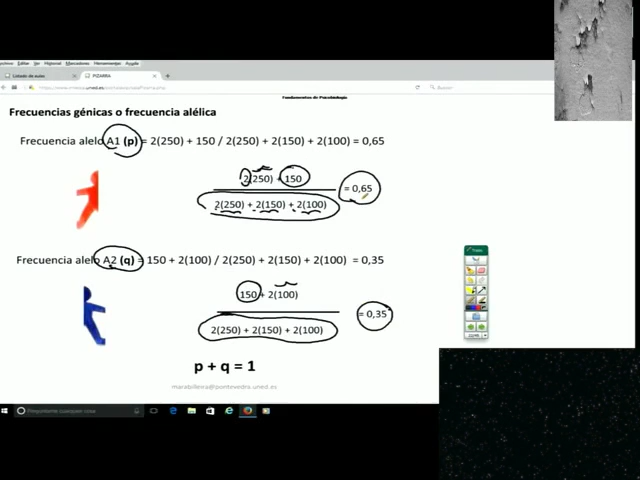 Archivo Editar Ver Historial Marcadores Herramientas Ayuda
Listado de aulas
PIZARRA
Buscar
Fundamentos de Psicobiología
Frecuencias génicas o frecuencia alélica
Frecuencia alelo A1 (p) = 2(250) + 150 / 2(250) + 2(150) + 2(100) = 0,65
2(250) + 150
2(250) + 2(150) + 2(100)
= 0,65
Frecuencia alelo A2 (q) = 150 + 2(100) / 2(250) + 2(150) + 2(100) = 0,35
150 + 2(100)
2(250) + 2(150) + 2(100)
= 0,35
p + q = 1
marabilleira@pontevedra.uned.es
Pregúntame cualquier cosa